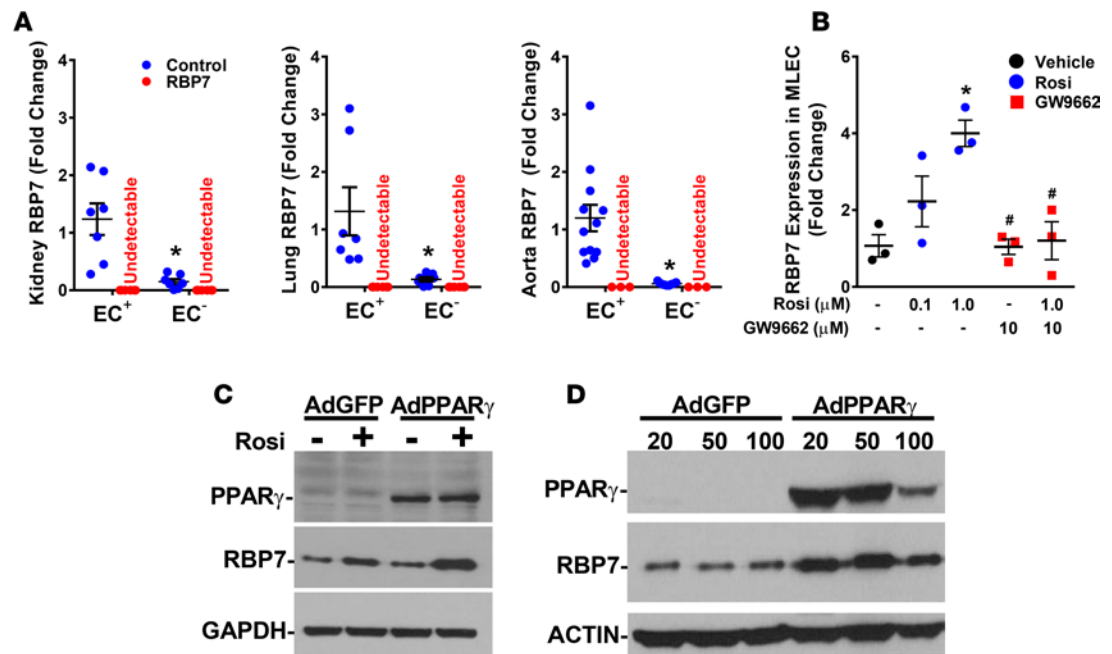 A
Kidney RBP7 (Fold Change)
4
3
2
1
0
Control
RBP7
Undetectable
*
Undetectable
EC+
EC-
Lung RBP7 (Fold Change)
4
3
2
1
0
Undetectable
*
Undetectable
EC+
EC-
Aorta RBP7 (Fold Change)
4
3
2
1
0
Undetectable
*
Undetectable
EC+
EC-
B
RBP7 Expression in MLEC
(Fold Change)
6
4
2
0
Vehicle
Rosi
GW9662
*
#
#
Rosi (μM) - 0.1 1.0 - 1.0
GW9662 (μM) - - - 10 10
C
AdGFP AdPPARγ
Rosi - + - +
PPARγ-
RBP7-
GAPDH-
D
AdGFP AdPPARγ
20 50 100 20 50 100
PPARγ-
RBP7-
ACTIN-